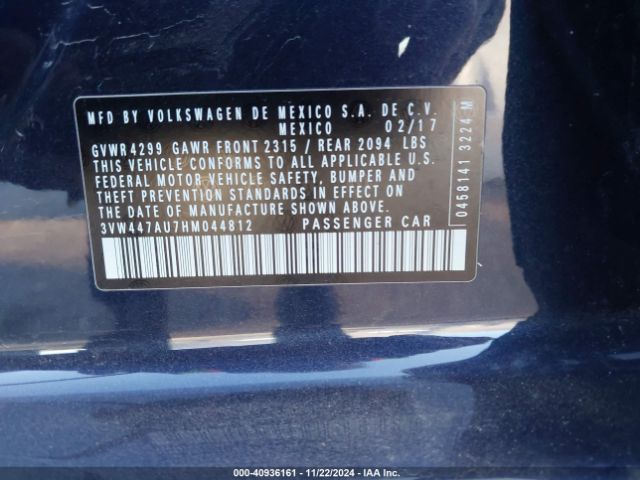 MFD BY VOLKSWAGEN DE MEXICO S.A. DE C.V.
MEXICO 02/17
GVWR 4299 GAWR FRONT 2315 / REAR 2094 LBS
THIS VEHICLE CONFORMS TO ALL APPLICABLE U.S.
FEDERAL MOTOR VEHICLE SAFETY, BUMPER AND
THEFT PREVENTION STANDARDS IN EFFECT ON
THE DATE OF MANUFACTURE SHOWN ABOVE.
3VW447AU7HM044812 PASSENGER CAR
0458141 3224 M
000-40936161 - 11/22/2024 - IAA Inc.